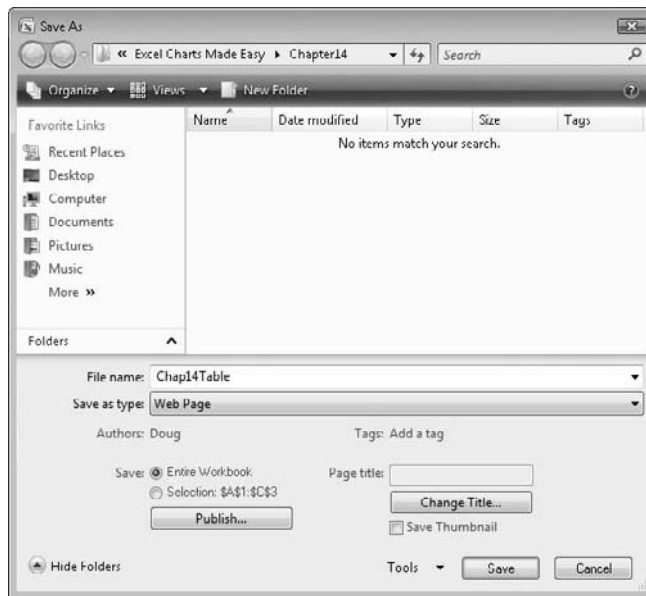 Save As
« Excel Charts Made Easy ▸ Chapter14
Search
Organize
Views
New Folder
Favorite Links
Recent Places
Desktop
Computer
Documents
Pictures
Music
More »
Folders
Name Date modified Type Size Tags
No items match your search.
File name: Chap14Table
Save as type: Web Page
Authors: Doug
Tags: Add a tag
Save: Entire Workbook
Selection: $A$1:$C$3
Publish...
Page title:
Change Title...
Save Thumbnail
Hide Folders
Tools
Save
Cancel